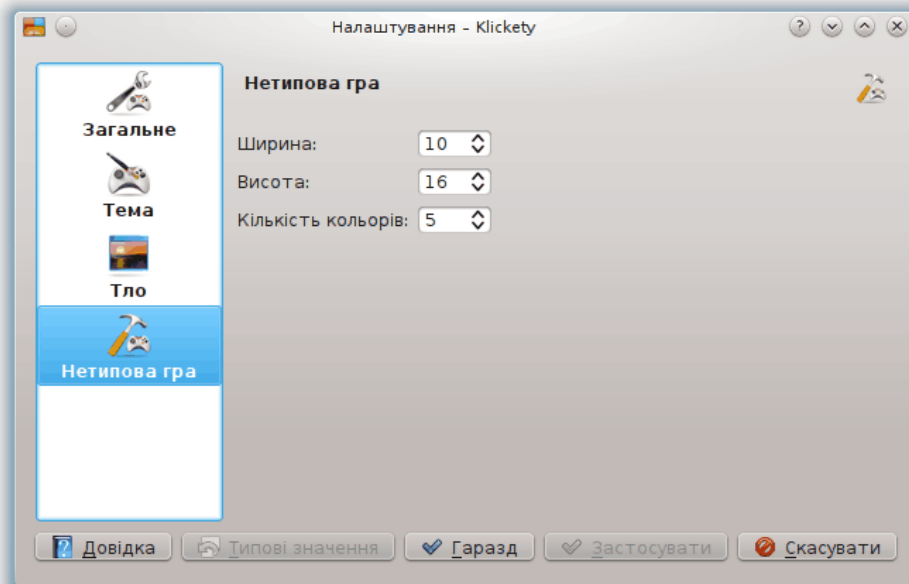 Налаштування – Klickety
Загальне
Тема
Тло
Нетипова гра
Нетипова гра
Ширина: 10
Висота: 16
Кількість кольорів: 5
Довідка Типові значення Гаразд Застосувати Скасувати